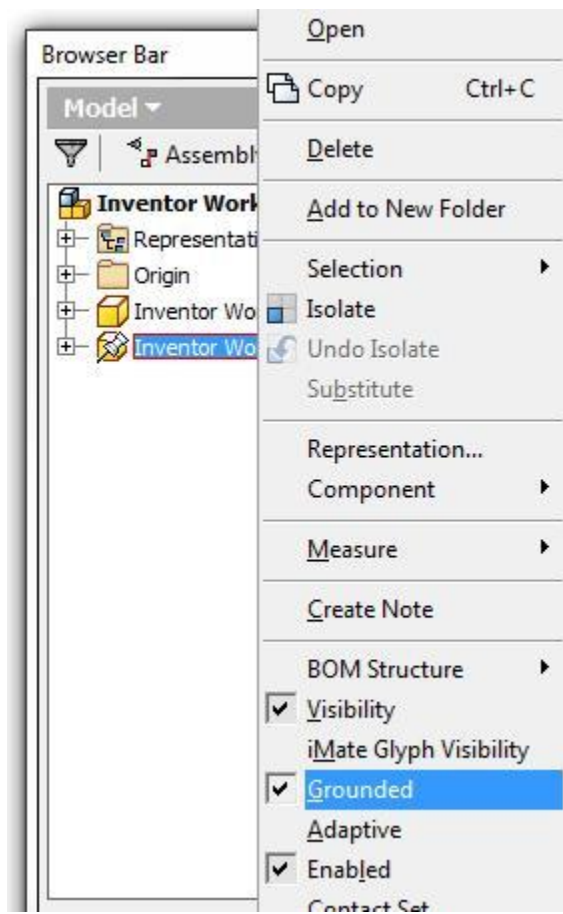 Browser Bar
Model
Assembl
Inventor Work
Representati
Origin
Inventor Wo
Inventor Wo
Open
Copy Ctrl+C
Delete
Add to New Folder
Selection
Isolate
Undo Isolate
Substitute
Representation...
Component
Measure
Create Note
BOM Structure
Visibility
iMate Glyph Visibility
Grounded
Adaptive
Enabled
Contact Set